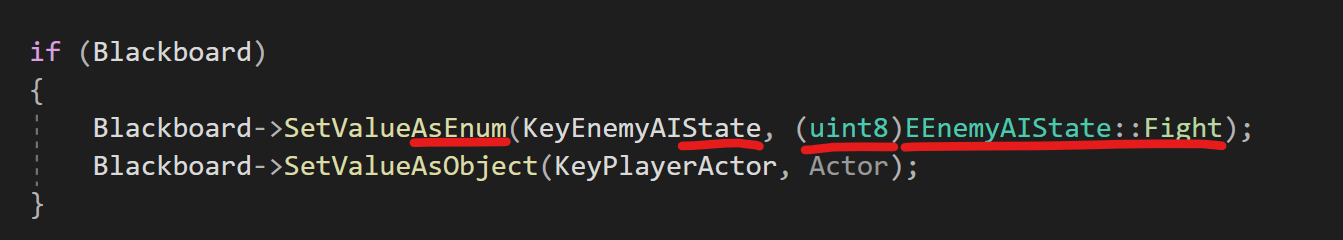 if (Blackboard)
{
Blackboard->SetValueAsEnum(KeyEnemyAIState, (uint8)EEnemyAIState::Fight);
Blackboard->SetValueAsObject(KeyPlayerActor, Actor);
}